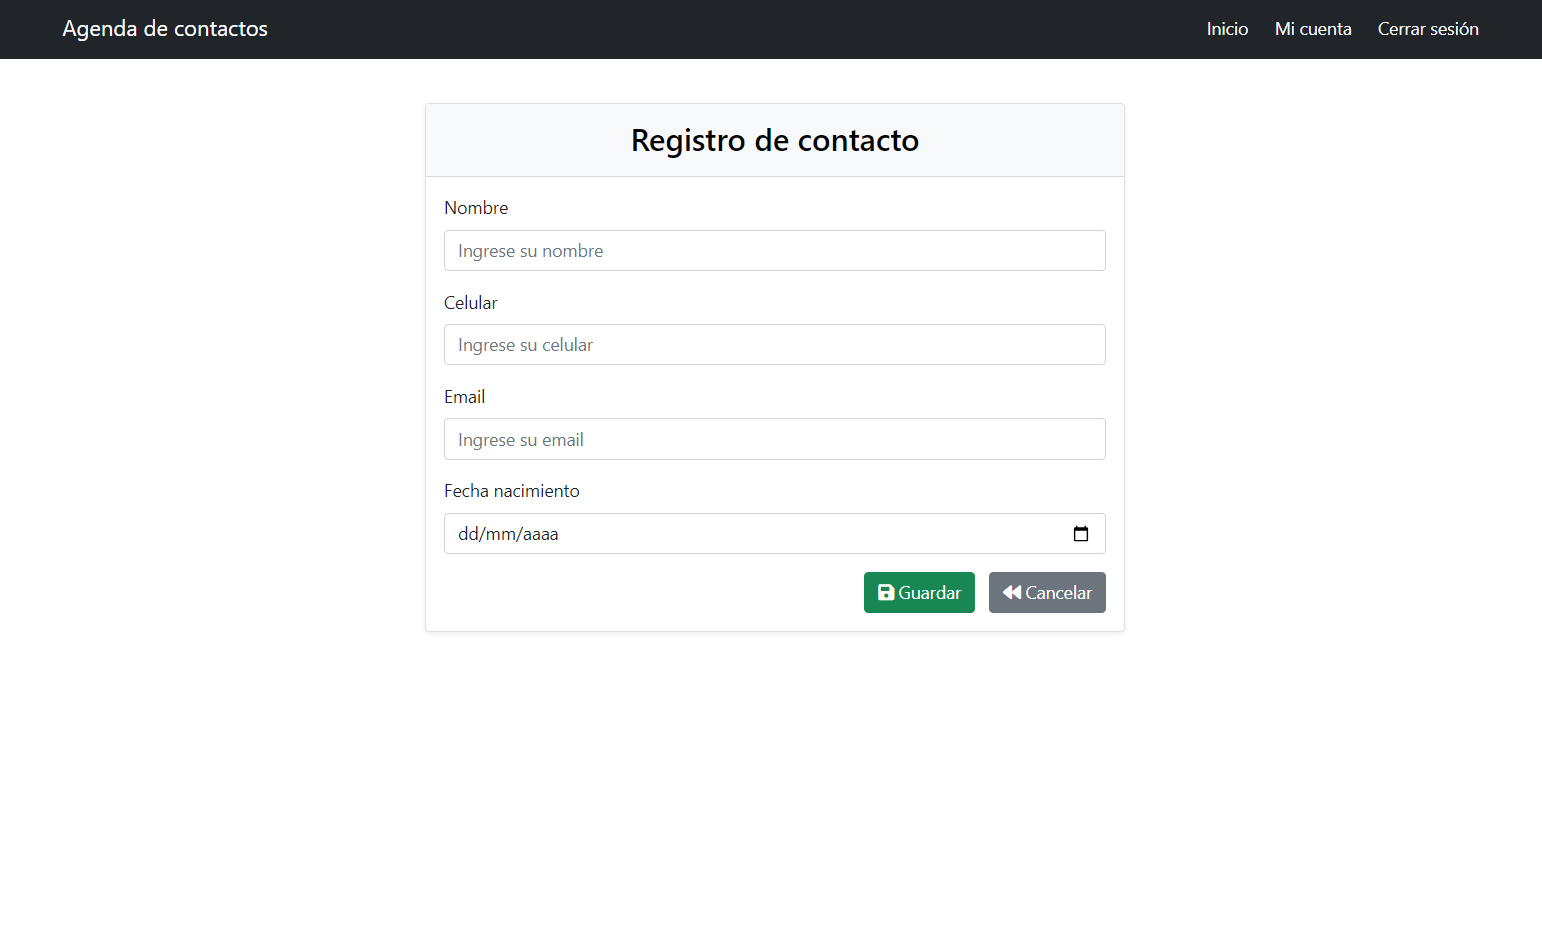 Agenda de contactos
Inicio Mi cuenta Cerrar sesión
Registro de contacto
Nombre
Ingrese su nombre
Celular
Ingrese su celular
Email
Ingrese su email
Fecha nacimiento
dd/mm/aaaa
Guardar Cancelar